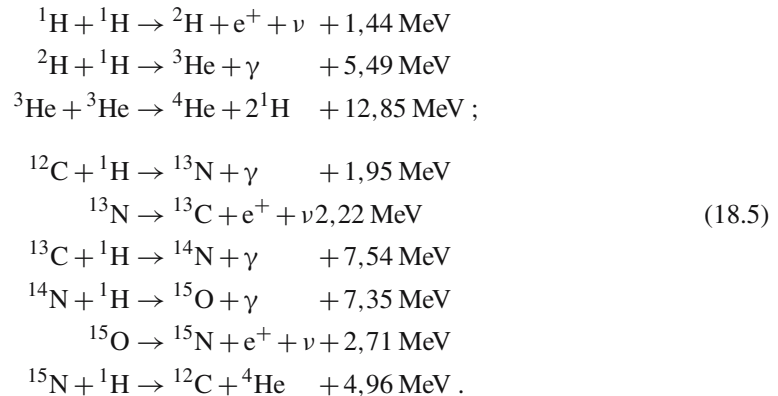 ¹H + ¹H → ²H + e⁺ + ν + 1,44 MeV
²H + ¹H → ³He + γ + 5,49 MeV
³He + ³He → ⁴He + 2¹H + 12,85 MeV ;
¹²C + ¹H → ¹³N + γ + 1,95 MeV
¹³N → ¹³C + e⁺ + ν2,22 MeV (18.5)
¹³C + ¹H → ¹⁴N + γ + 7,54 MeV
¹⁴N + ¹H → ¹⁵O + γ + 7,35 MeV
¹⁵O → ¹⁵N + e⁺ + ν + 2,71 MeV
¹⁵N + ¹H → ¹²C + ⁴He + 4,96 MeV .